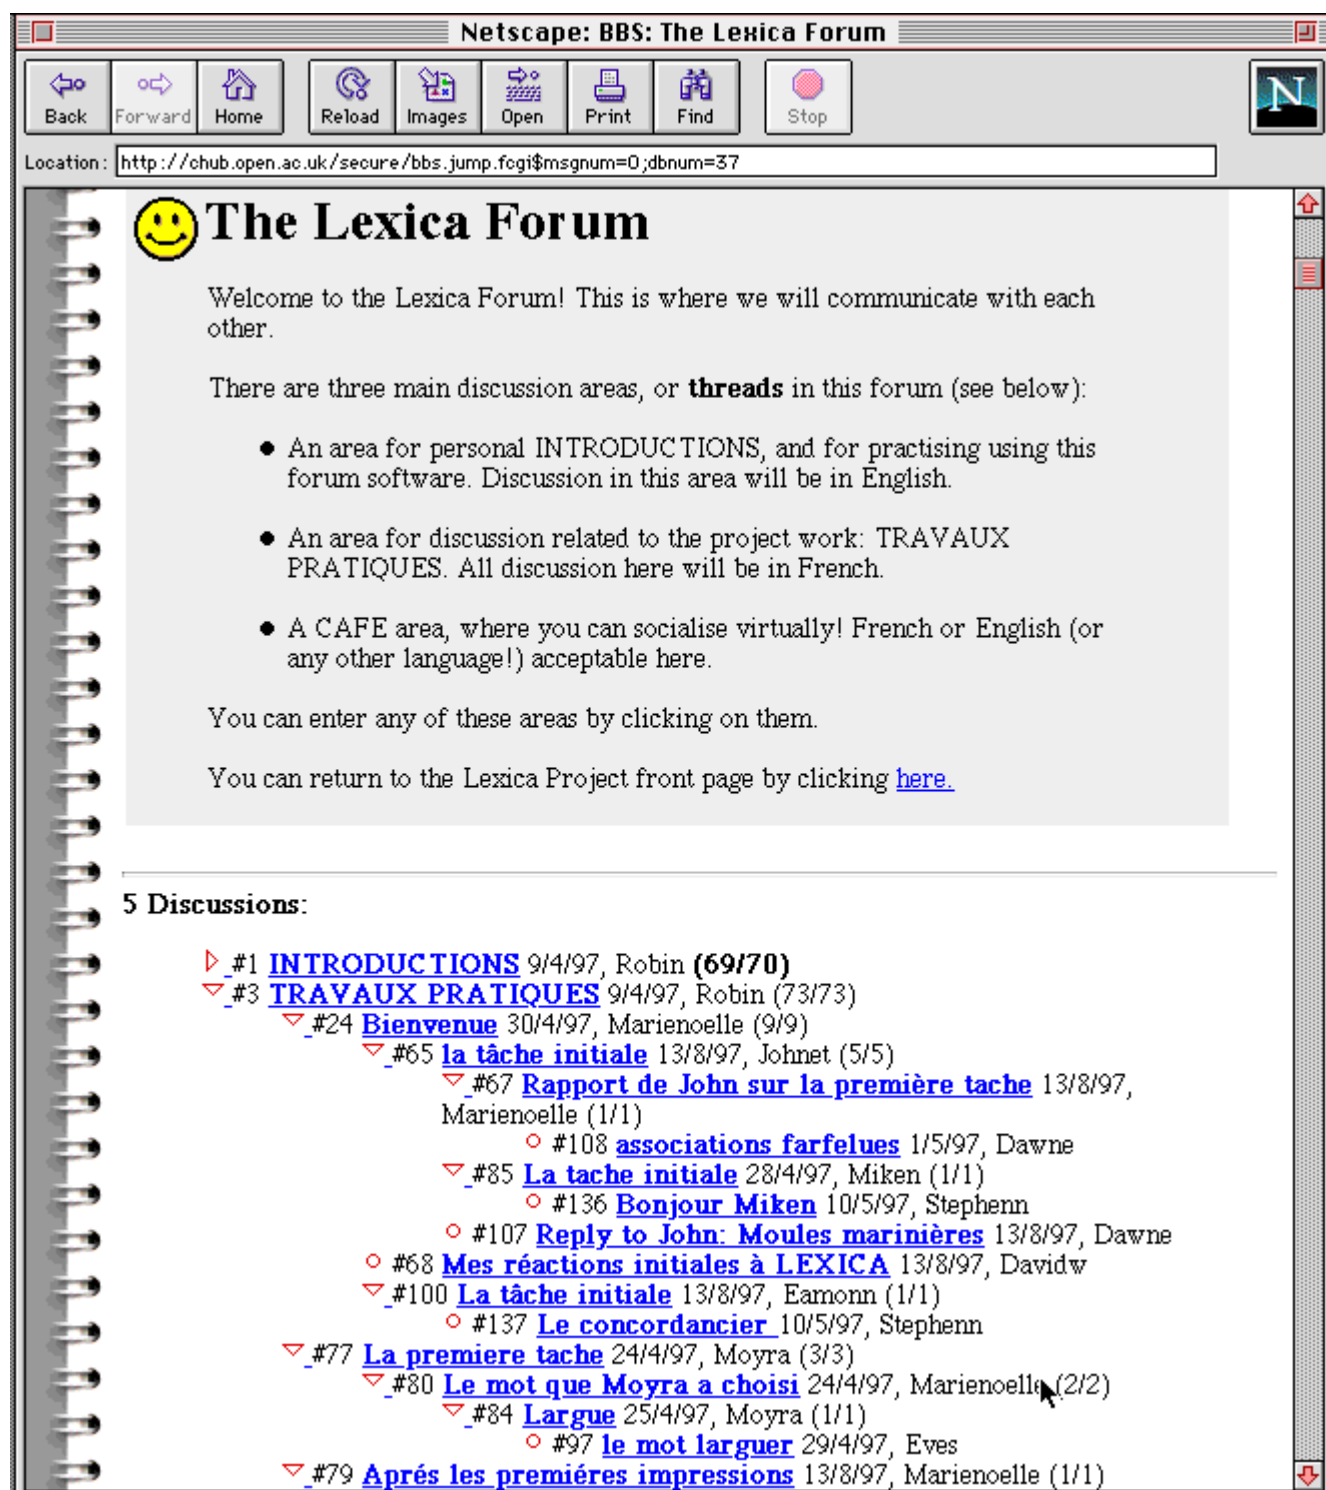 Netscape: BBS: The Lexica Forum
Back Forward Home Reload Images Open Print Find Stop N
Location: http://chub.open.ac.uk/secure/bbs.jump.fcgi$msgnum=0;dbnum=37
The Lexica Forum
Welcome to the Lexica Forum! This is where we will communicate with each
other.
There are three main discussion areas, or threads in this forum (see below):
● An area for personal INTRODUCTIONS, and for practising using this
forum software. Discussion in this area will be in English.
● An area for discussion related to the project work: TRAVAUX
PRATIQUES. All discussion here will be in French.
● A CAFE area, where you can socialise virtually! French or English (or
any other language!) acceptable here.
You can enter any of these areas by clicking on them.
You can return to the Lexica Project front page by clicking here.
5 Discussions:
#1 INTRODUCTIONS 9/4/97, Robin (69/70)
#3 TRAVAUX PRATIQUES 9/4/97, Robin (73/73)
#24 Bienvenue 30/4/97, Marienoelle (9/9)
#65 la tâche initiale 13/8/97, Johnet (5/5)
#67 Rapport de John sur la première tache 13/8/97,
Marienoelle (1/1)
#108 associations farfelues 1/5/97, Dawne
#85 La tache initiale 28/4/97, Miken (1/1)
#136 Bonjour Miken 10/5/97, Stephenn
#107 Reply to John: Moules marinières 13/8/97, Dawne
#68 Mes réactions initiales à LEXICA 13/8/97, Davidw
#100 La tâche initiale 13/8/97, Eamonn (1/1)
#137 Le concordancier 10/5/97, Stephenn
#77 La premiere tache 24/4/97, Moyra (3/3)
#80 Le mot que Moyra a choisi 24/4/97, Marienoelle (2/2)
#84 Largue 25/4/97, Moyra (1/1)
#97 le mot larguer 29/4/97, Eves
#79 Aprés les premiéres impressions 13/8/97, Marienoelle (1/1)